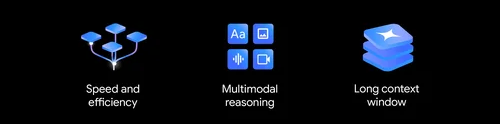 Aa
Speed and
efficiency
Multimodal
reasoning
Long context
window